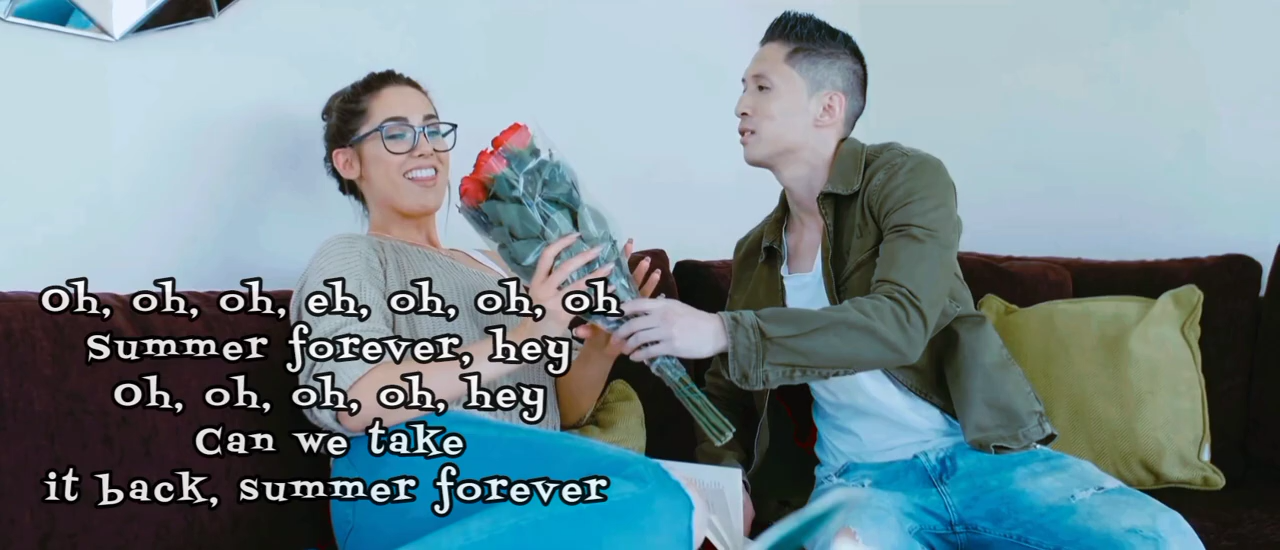 Oh, oh, oh, eh, oh, oh, oh
Summer forever, hey
Oh, oh, oh, oh, hey
Can we take
it back, summer forever